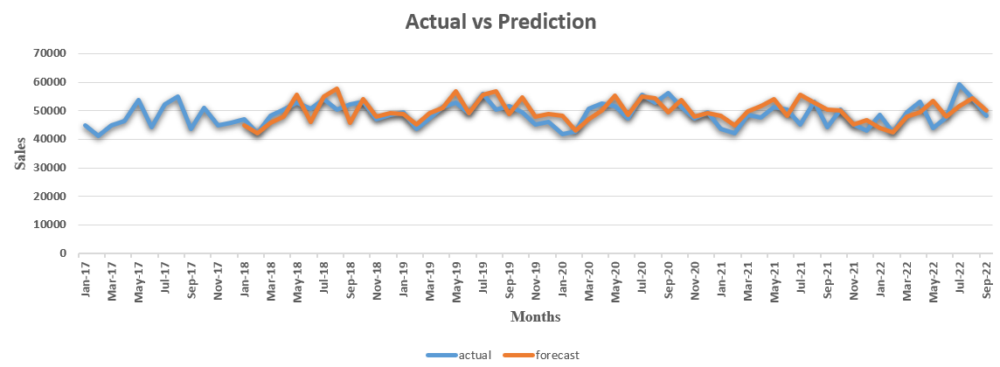 Actual vs Prediction
70000
60000
50000
40000
30000
20000
10000
0
Sales
Jan-17
Mar-17
May-17
Jul-17
Sep-17
Nov-17
Jan-18
Mar-18
May-18
Jul-18
Sep-18
Nov-18
Jan-19
Mar-19
May-19
Jul-19
Sep-19
Nov-19
Jan-20
Mar-20
May-20
Jul-20
Sep-20
Nov-20
Jan-21
Mar-21
May-21
Jul-21
Sep-21
Nov-21
Jan-22
Mar-22
May-22
Jul-22
Sep-22
Months
actual forecast